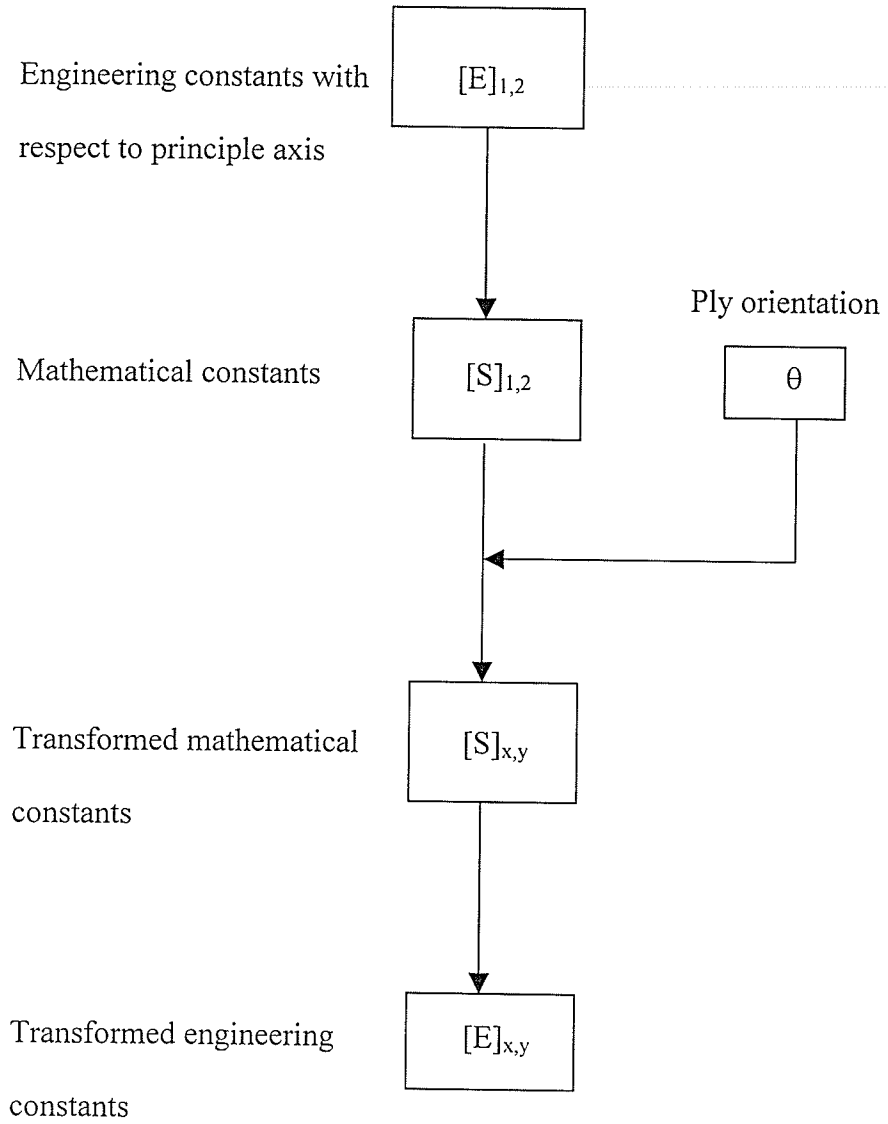 Engineering constants with
respect to principle axis
[E]1,2
Mathematical constants
[S]1,2
Ply orientation
θ
Transformed mathematical
constants
[S]x,y
Transformed engineering
constants
[E]x,y